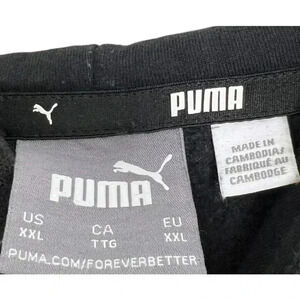 PUMA
MADE IN
CAMBODIA/
FABRIQUÉ AU
CAMBODGE
PUMA
US CA EU
XXL TTG XXL
PUMA.COM/FOREVERBETTER